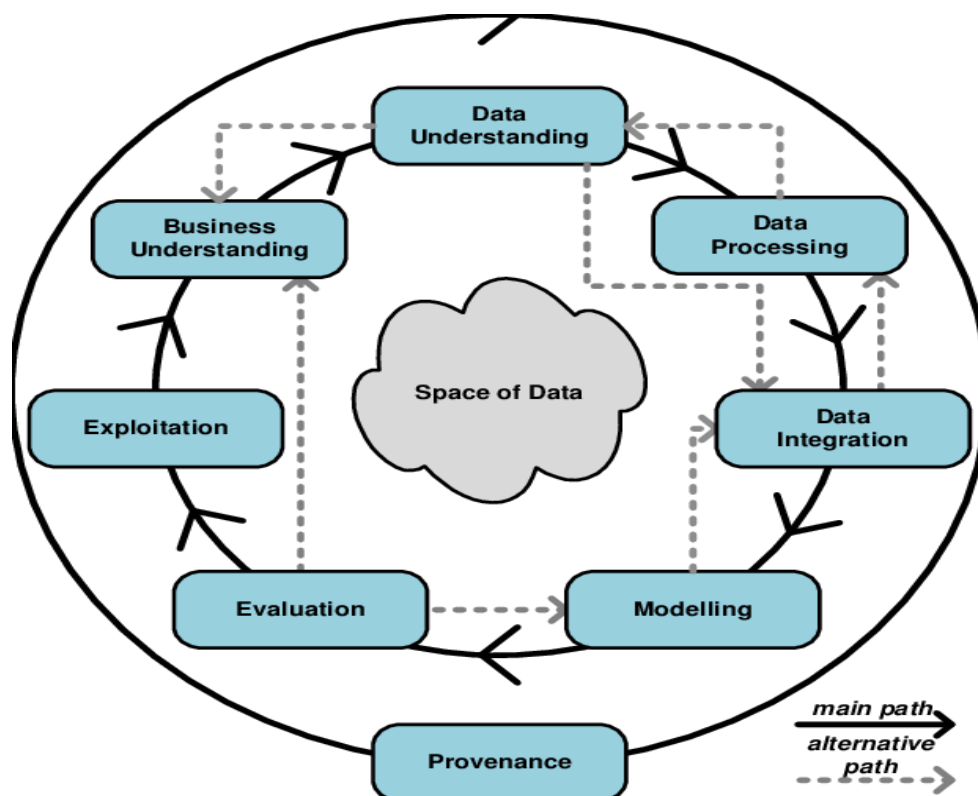 Data
Understanding
Business
Understanding
Data
Processing
Space of Data
Exploitation
Data
Integration
Evaluation
Modelling
Provenance
main path
alternative
path